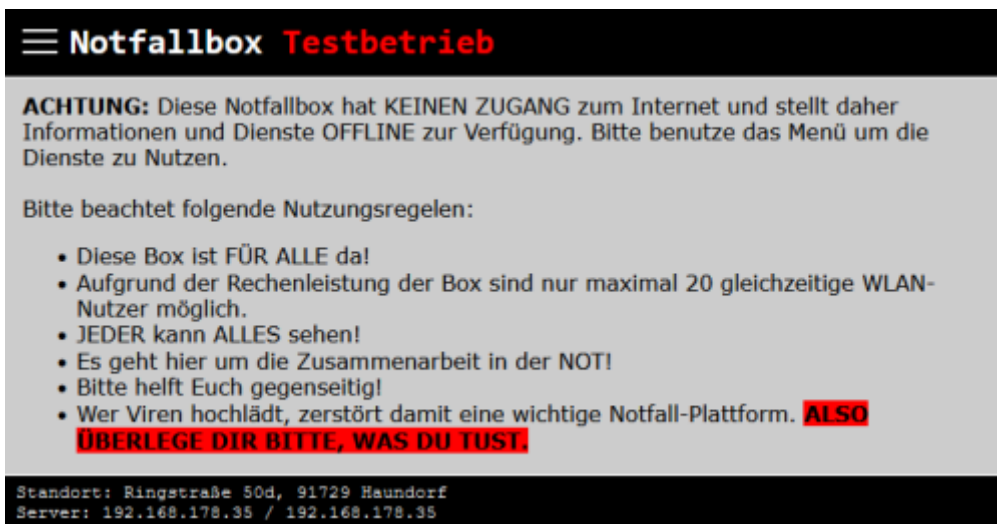 Notfallbox Testbetrieb
ACHTUNG: Diese Notfallbox hat KEINEN ZUGANG zum Internet und stellt daher
Informationen und Dienste OFFLINE zur Verfügung. Bitte benutze das Menü um die
Dienste zu Nutzen.
Bitte beachtet folgende Nutzungsregeln:
• Diese Box ist FÜR ALLE da!
• Aufgrund der Rechenleistung der Box sind nur maximal 20 gleichzeitige WLAN-
Nutzer möglich.
• JEDER kann ALLES sehen!
• Es geht hier um die Zusammenarbeit in der NOT!
• Bitte helft Euch gegenseitig!
• Wer Viren hochlädt, zerstört damit eine wichtige Notfall-Plattform. ALSO
ÜBERLEGE DIR BITTE, WAS DU TUST.
Standort: Ringstraße 50d, 91729 Haundorf
Server: 192.168.178.35 / 192.168.178.35